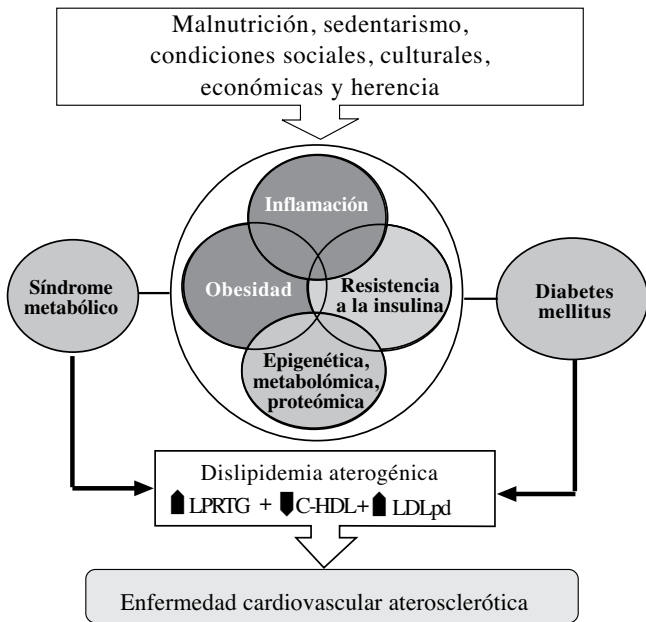 Malnutrición, sedentarismo,
condiciones sociales, culturales,
económicas y herencia
Inflamación
Obesidad
Resistencia
a la insulina
Epigenética,
metabolómica,
proteómica
Síndrome
metabólico
Diabetes
mellitus
Dislipidemia aterogénica
LPRTG + C-HDL+ LDLpd
Enfermedad cardiovascular aterosclerótica